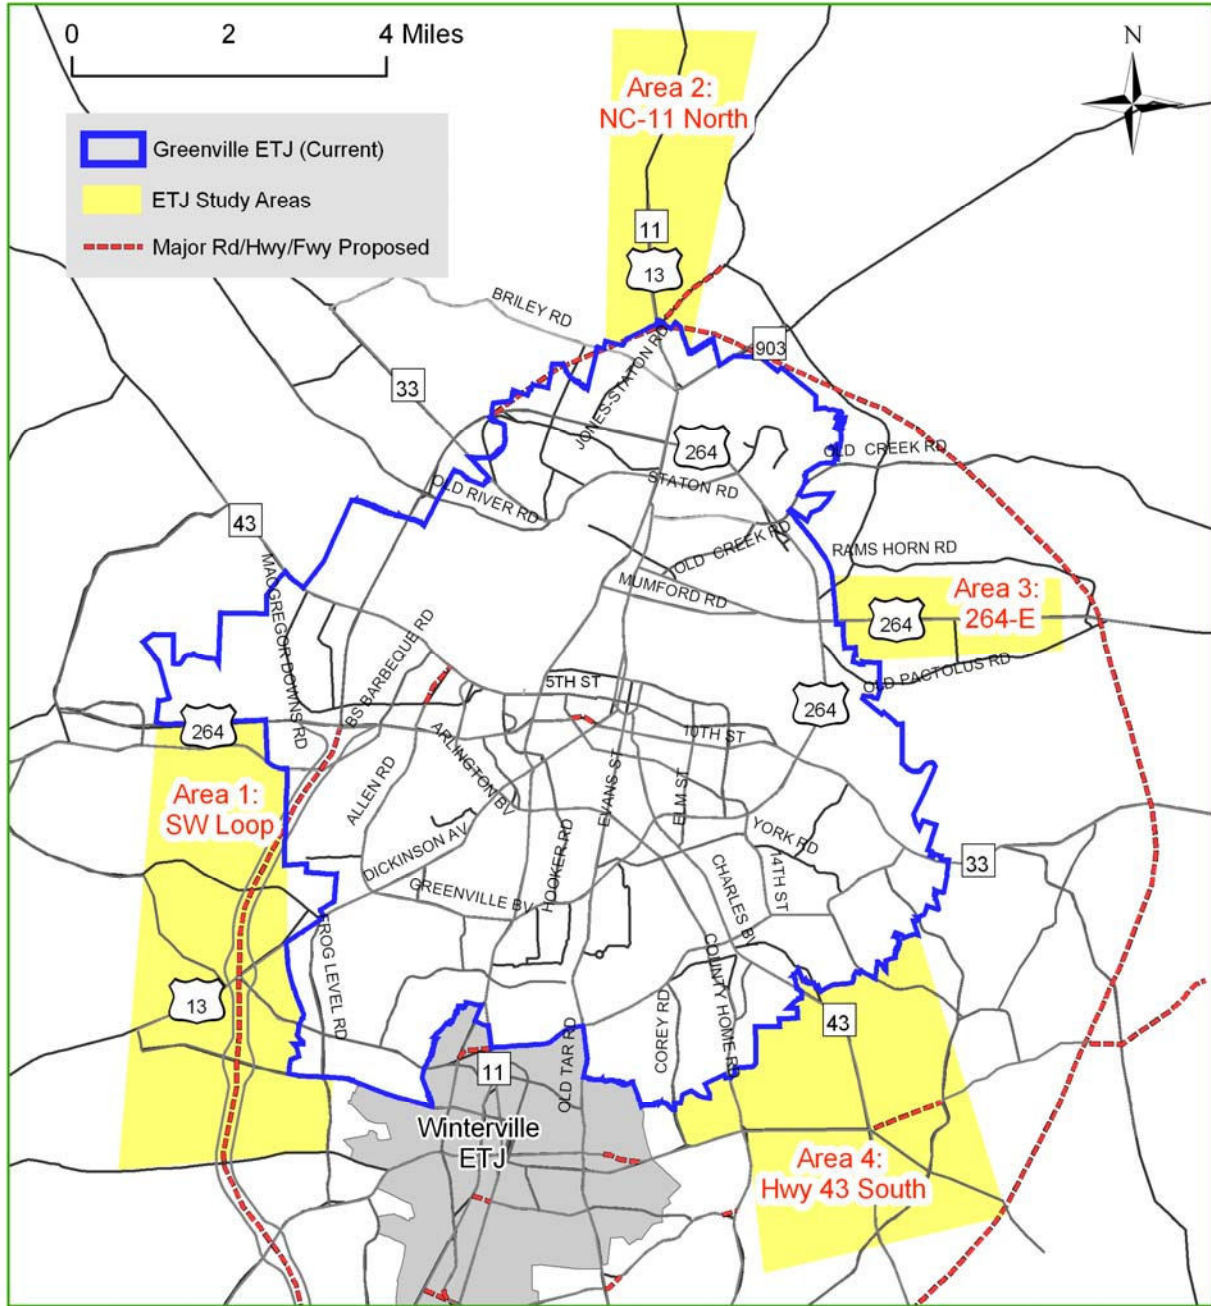 0 2 4 Miles
N
Greenville ETJ (Current)
ETJ Study Areas
Major Rd/Hwy/Fwy Proposed
Area 2:
NC-11 North
11
13
BRILEY RD
JONES-STATON RD
903
33
264
OLD CREEK RD
STATON RD
OLD RIVER RD
43
OLD CREEK RD
RAMS HORN RD
MUMFORD RD
Area 3:
264-E
264
MACGREGOR DOWNS RD
BS BARBEQUE RD
5TH ST
OLD PACTOLUS RD
264
264
10TH ST
ARLINGTON BV
ALLEN RD
EVANS ST
ELM ST
Area 1:
SW Loop
DICKINSON AV
HOOKER RD
YORK RD
33
GREENVILLE BV
CHARLES BV
14TH ST
FROG LEVEL RD
13
COUNTY HOME RD
COREY RD
43
OLD TAR RD
11
Winterville
ETJ
Area 4:
Hwy 43 South